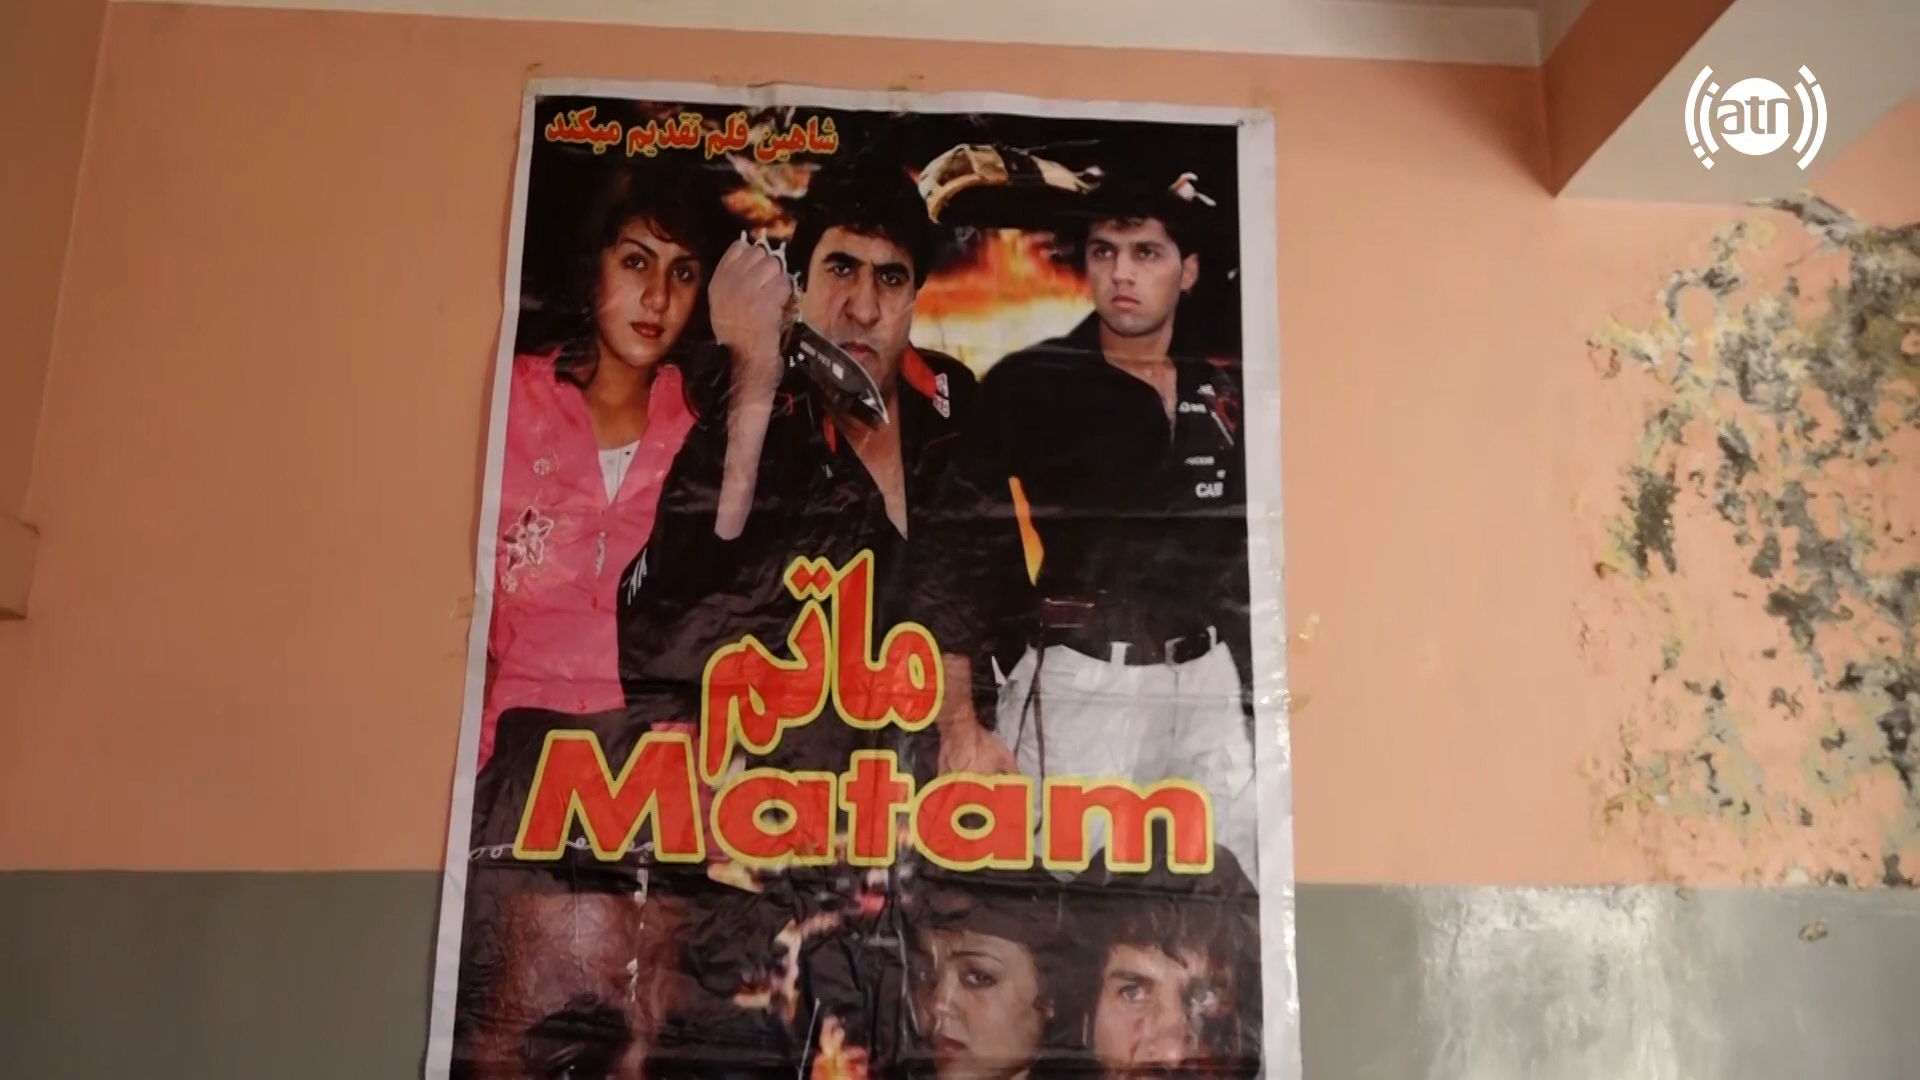 شاهین فلم تقدیم میکند
atn
ماتم
Matam